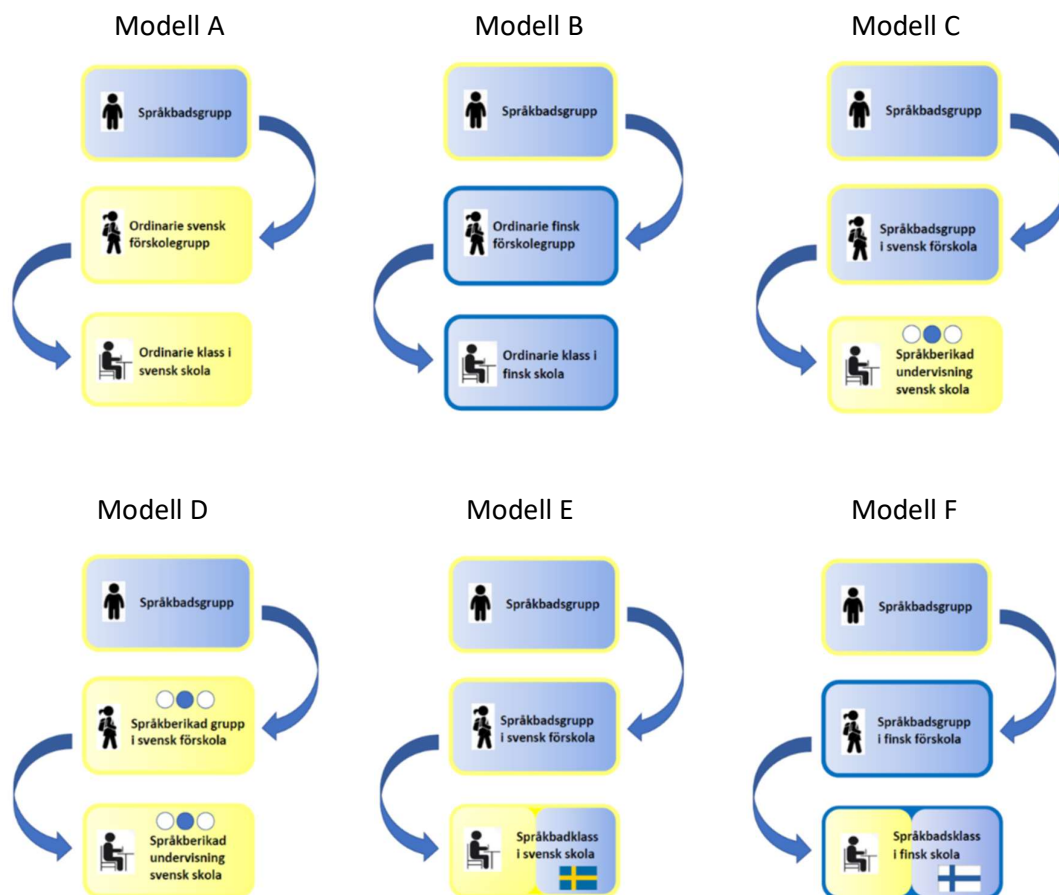 Modell A
Språkbadsgrupp
Ordinarie svensk
förskolegrupp
Ordinarie klass i
svensk skola
Modell B
Språkbadsgrupp
Ordinarie finsk
förskolegrupp
Ordinarie klass i
finsk skola
Modell C
Språkbadsgrupp
Språkbadsgrupp
i svensk förskola
Språkberikad
undervisning
svensk skola
Modell D
Språkbadsgrupp
Språkberikad grupp
i svensk förskola
Språkberikad
undervisning
svensk skola
Modell E
Språkbadsgrupp
Språkbadsgrupp
i svensk förskola
Språkbadklass
i svensk skola
Modell F
Språkbadsgrupp
Språkbadsgrupp
i finsk förskola
Språkbadsklass
i finsk skola